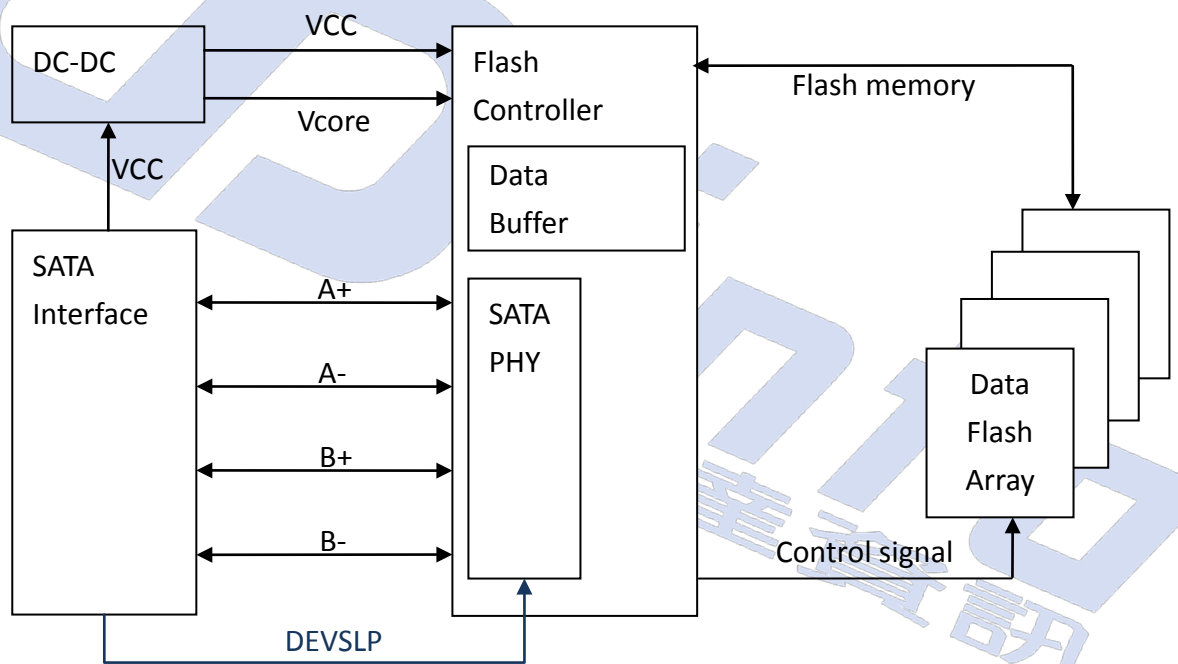 VCC
DC-DC
Flash
Controller
Flash memory
Vcore
VCC
Data
Buffer
SATA
Interface
A+
SATA
PHY
A-
Data
Flash
Array
B+
B-
Control signal
DEVSLP